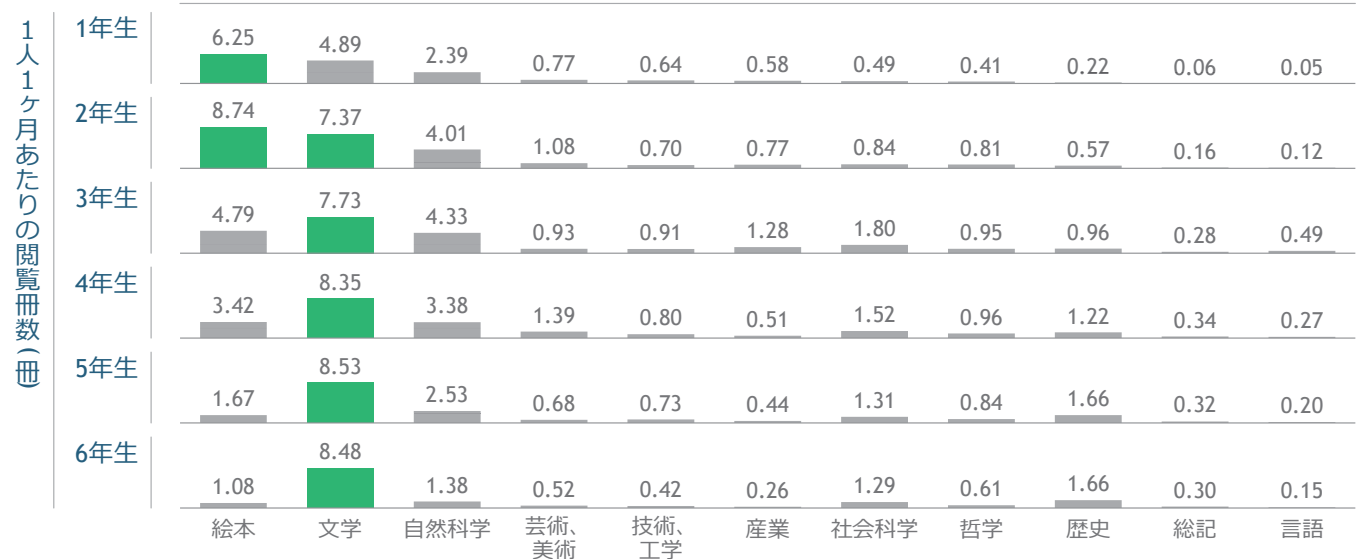 1人1ヶ月あたりの閲覧冊数(冊)
1年生
6.25 4.89 2.39 0.77 0.64 0.58 0.49 0.41 0.22 0.06 0.05
2年生
8.74 7.37 4.01 1.08 0.70 0.77 0.84 0.81 0.57 0.16 0.12
3年生
4.79 7.73 4.33 0.93 0.91 1.28 1.80 0.95 0.96 0.28 0.49
4年生
3.42 8.35 3.38 1.39 0.80 0.51 1.52 0.96 1.22 0.34 0.27
5年生
1.67 8.53 2.53 0.68 0.73 0.44 1.31 0.84 1.66 0.32 0.20
6年生
1.08 8.48 1.38 0.52 0.42 0.26 1.29 0.61 1.66 0.30 0.15
絵本
文学
自然科学
芸術、
美術
技術、
工学
産業
社会科学
哲学
歴史
総記
言語